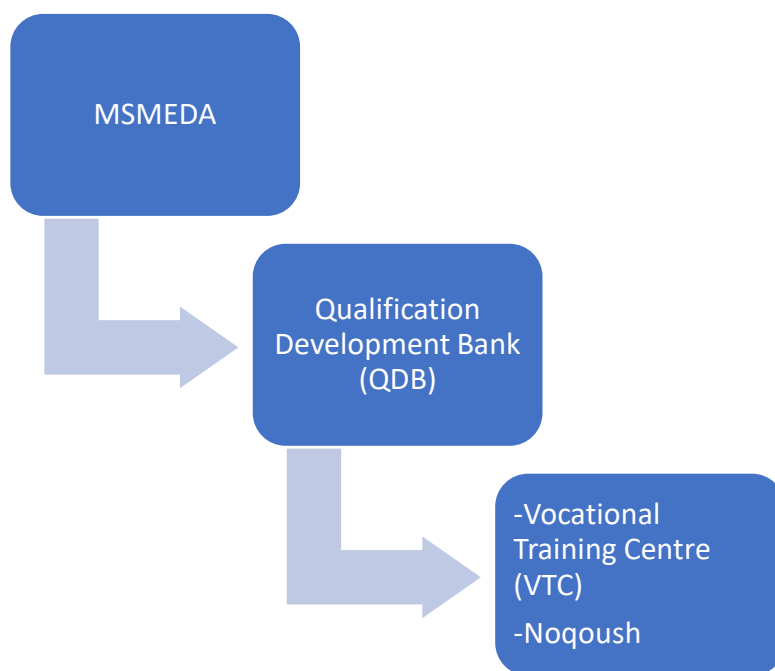 MSMEDA
Qualification
Development Bank
(QDB)
-Vocational
Training Centre
(VTC)
-Noqoush